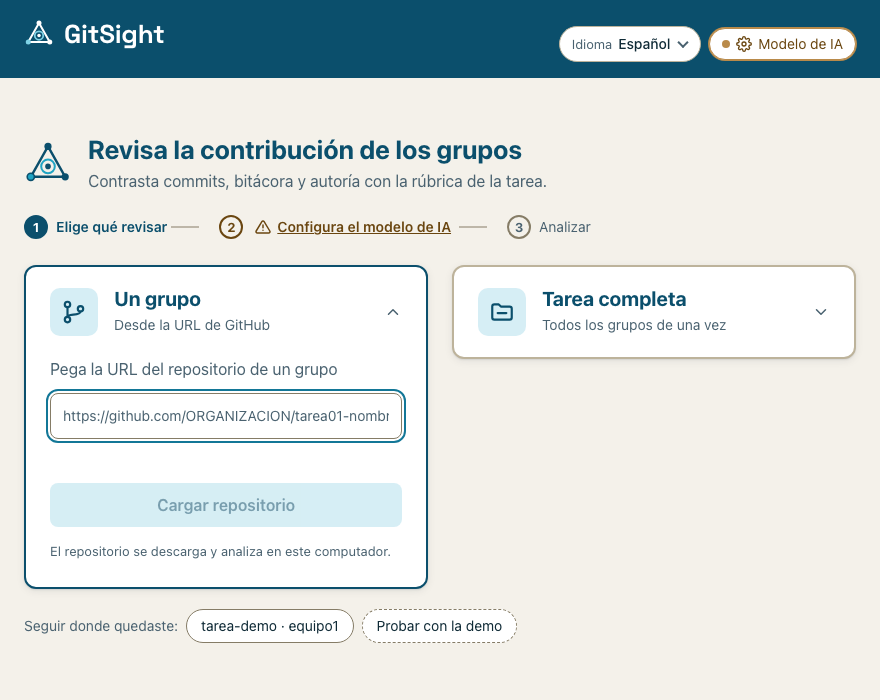 GitSight
Idioma Español
Modelo de IA
Revisa la contribución de los grupos
Contrasta commits, bitácora y autoría con la rúbrica de la tarea.
1 Elige qué revisar
2 Configura el modelo de IA
3 Analizar
Un grupo
Desde la URL de GitHub
Pega la URL del repositorio de un grupo
https://github.com/ORGANIZACION/tarea01-nombr
Cargar repositorio
El repositorio se descarga y analiza en este computador.
Tarea completa
Todos los grupos de una vez
Seguir donde quedaste:
tarea-demo · equipo1
Probar con la demo